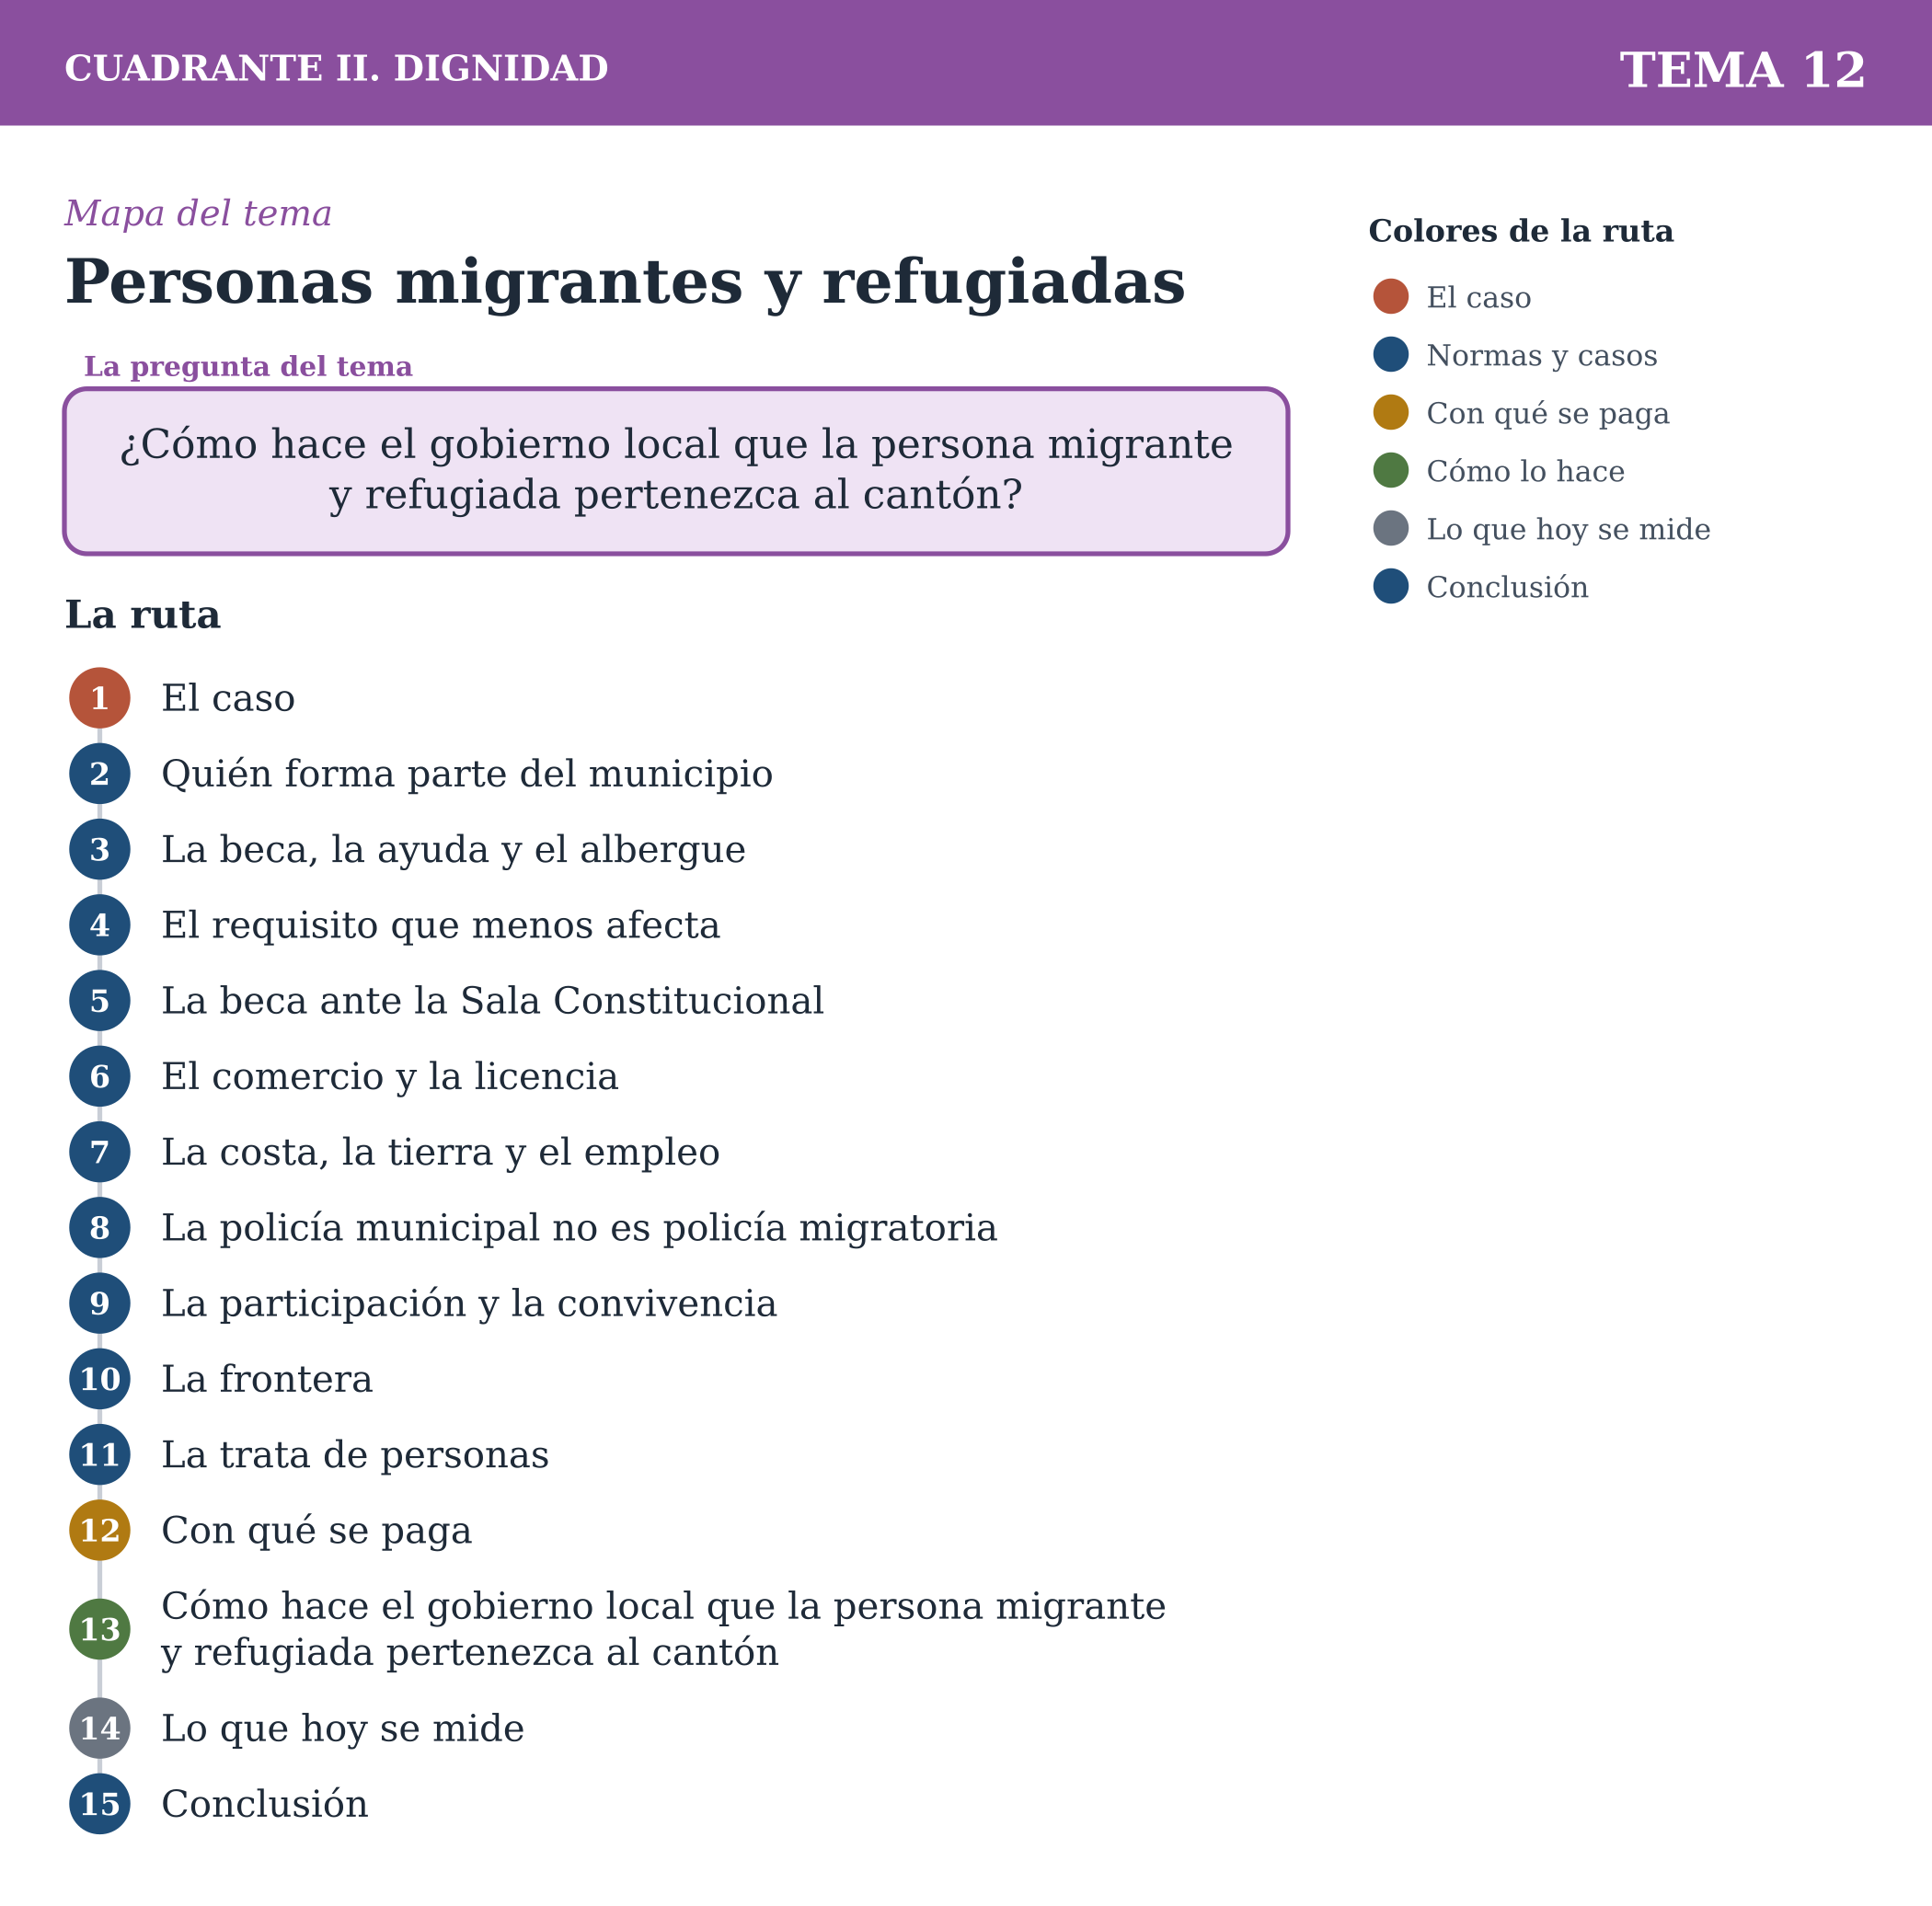 CUADRANTE II. DIGNIDAD
TEMA 12
Mapa del tema
Personas migrantes y refugiadas
La pregunta del tema
¿Cómo hace el gobierno local que la persona migrante
y refugiada pertenezca al cantón?
Colores de la ruta
El caso
Normas y casos
Con qué se paga
Cómo lo hace
Lo que hoy se mide
Conclusión
La ruta
1 El caso
2 Quién forma parte del municipio
3 La beca, la ayuda y el albergue
4 El requisito que menos afecta
5 La beca ante la Sala Constitucional
6 El comercio y la licencia
7 La costa, la tierra y el empleo
8 La policía municipal no es policía migratoria
9 La participación y la convivencia
10 La frontera
11 La trata de personas
12 Con qué se paga
13 Cómo hace el gobierno local que la persona migrante
y refugiada pertenezca al cantón
14 Lo que hoy se mide
15 Conclusión